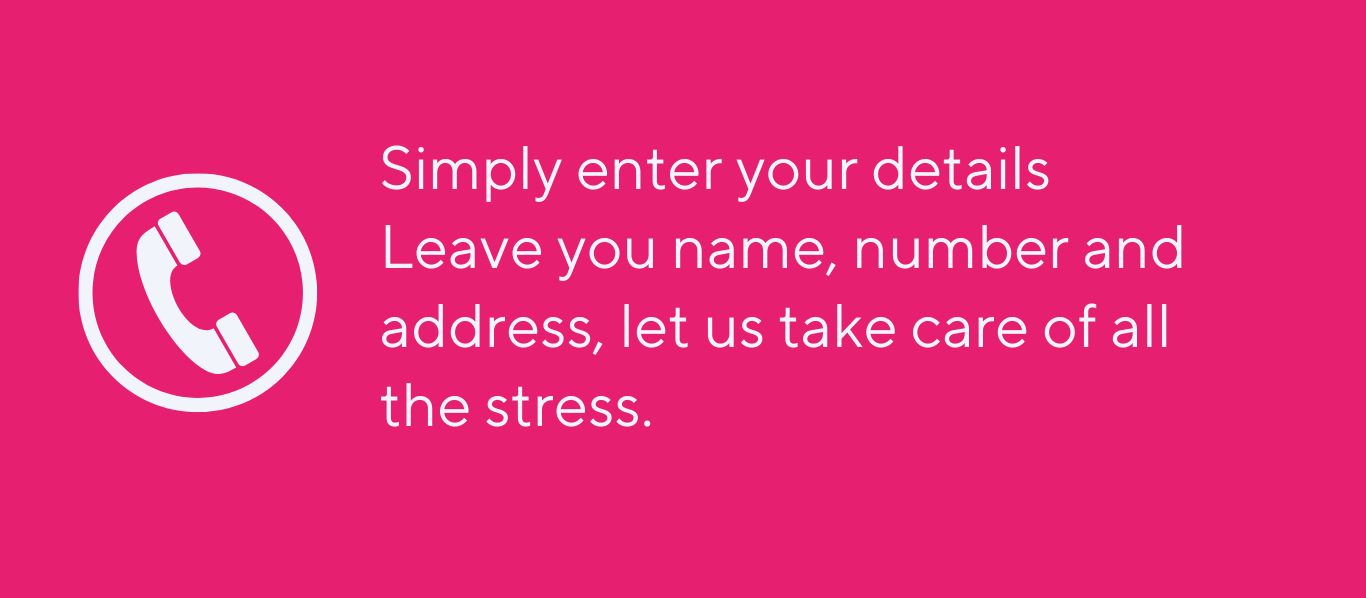 Simply enter your details
Leave you name, number and
address, let us take care of all
the stress.